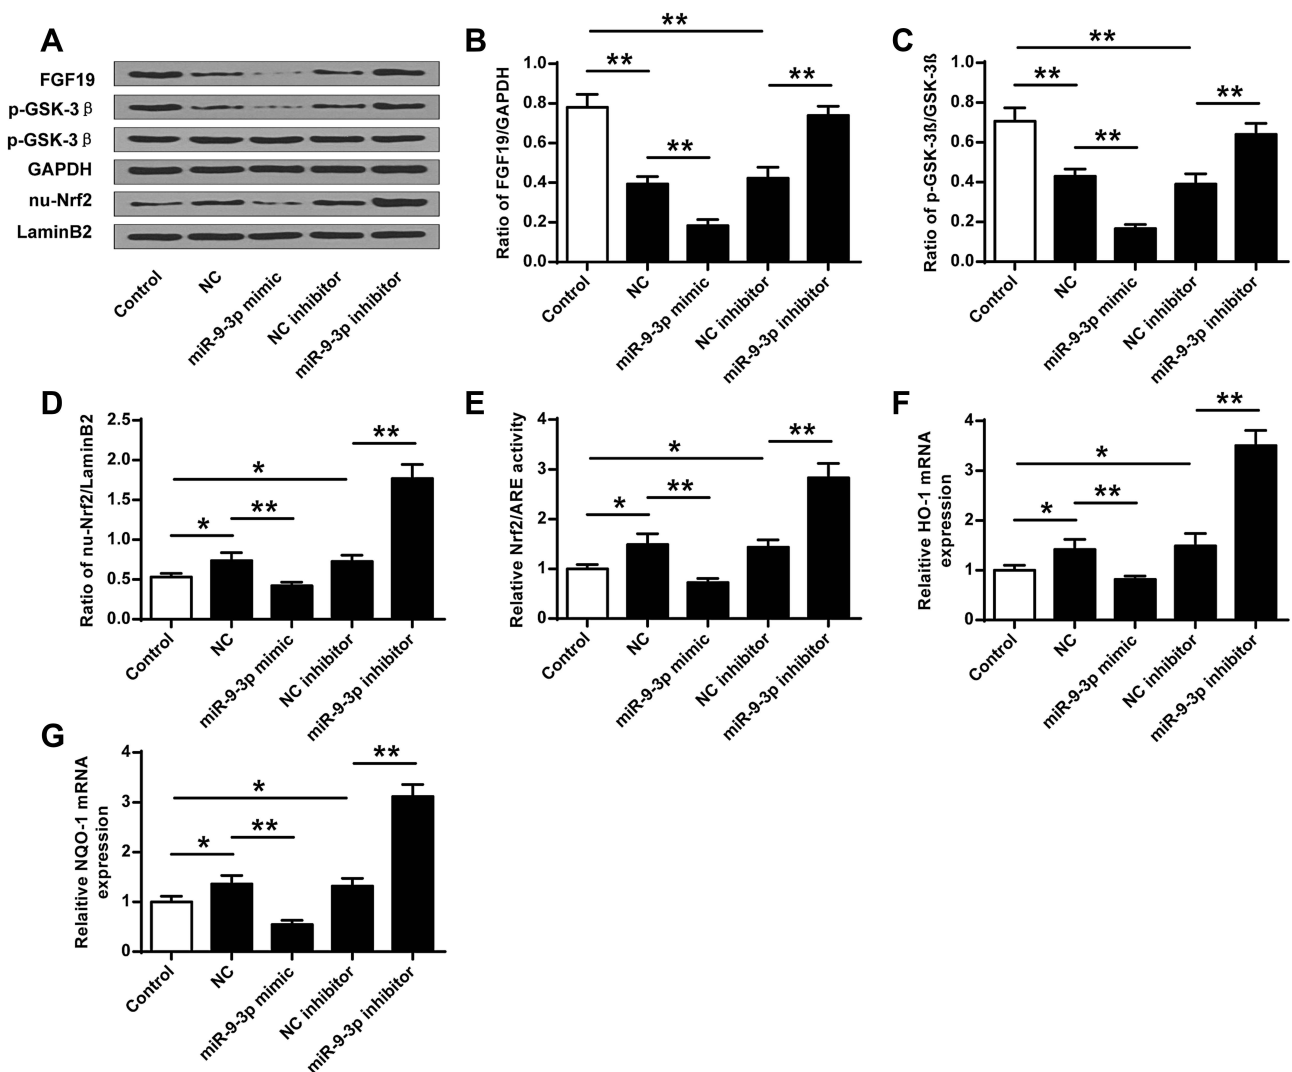 A
FGF19
p-GSK-3β
p-GSK-3β
GAPDH
nu-Nrf2
LaminB2
Control
NC
miR-9-3p mimic
NC inhibitor
miR-9-3p inhibitor
B
Ratio of FGF19/GAPDH
1.0
0.8
0.6
0.4
0.2
0.0
**
**
**
**
Control
NC
miR-9-3p mimic
NC inhibitor
miR-9-3p inhibitor
C
Ratio of p-GSK-3ß/GSK-3ß
1.0
0.8
0.6
0.4
0.2
0.0
**
**
**
**
Control
NC
miR-9-3p mimic
NC inhibitor
miR-9-3p inhibitor
D
Ratio of nu-Nrf2/LaminB2
2.5
2.0
1.5
1.0
0.5
0.0
**
*
**
*
Control
NC
miR-9-3p mimic
NC inhibitor
miR-9-3p inhibitor
E
Relative Nrf2/ARE activity
4
3
2
1
0
**
*
**
*
Control
NC
miR-9-3p mimic
NC inhibitor
miR-9-3p inhibitor
F
Relaitive HO-1 mRNA
expression
4
3
2
1
0
**
*
**
*
Control
NC
miR-9-3p mimic
NC inhibitor
miR-9-3p inhibitor
G
Relaitive NQO-1 mRNA
expression
4
3
2
1
0
**
*
**
*
Control
NC
miR-9-3p mimic
NC inhibitor
miR-9-3p inhibitor